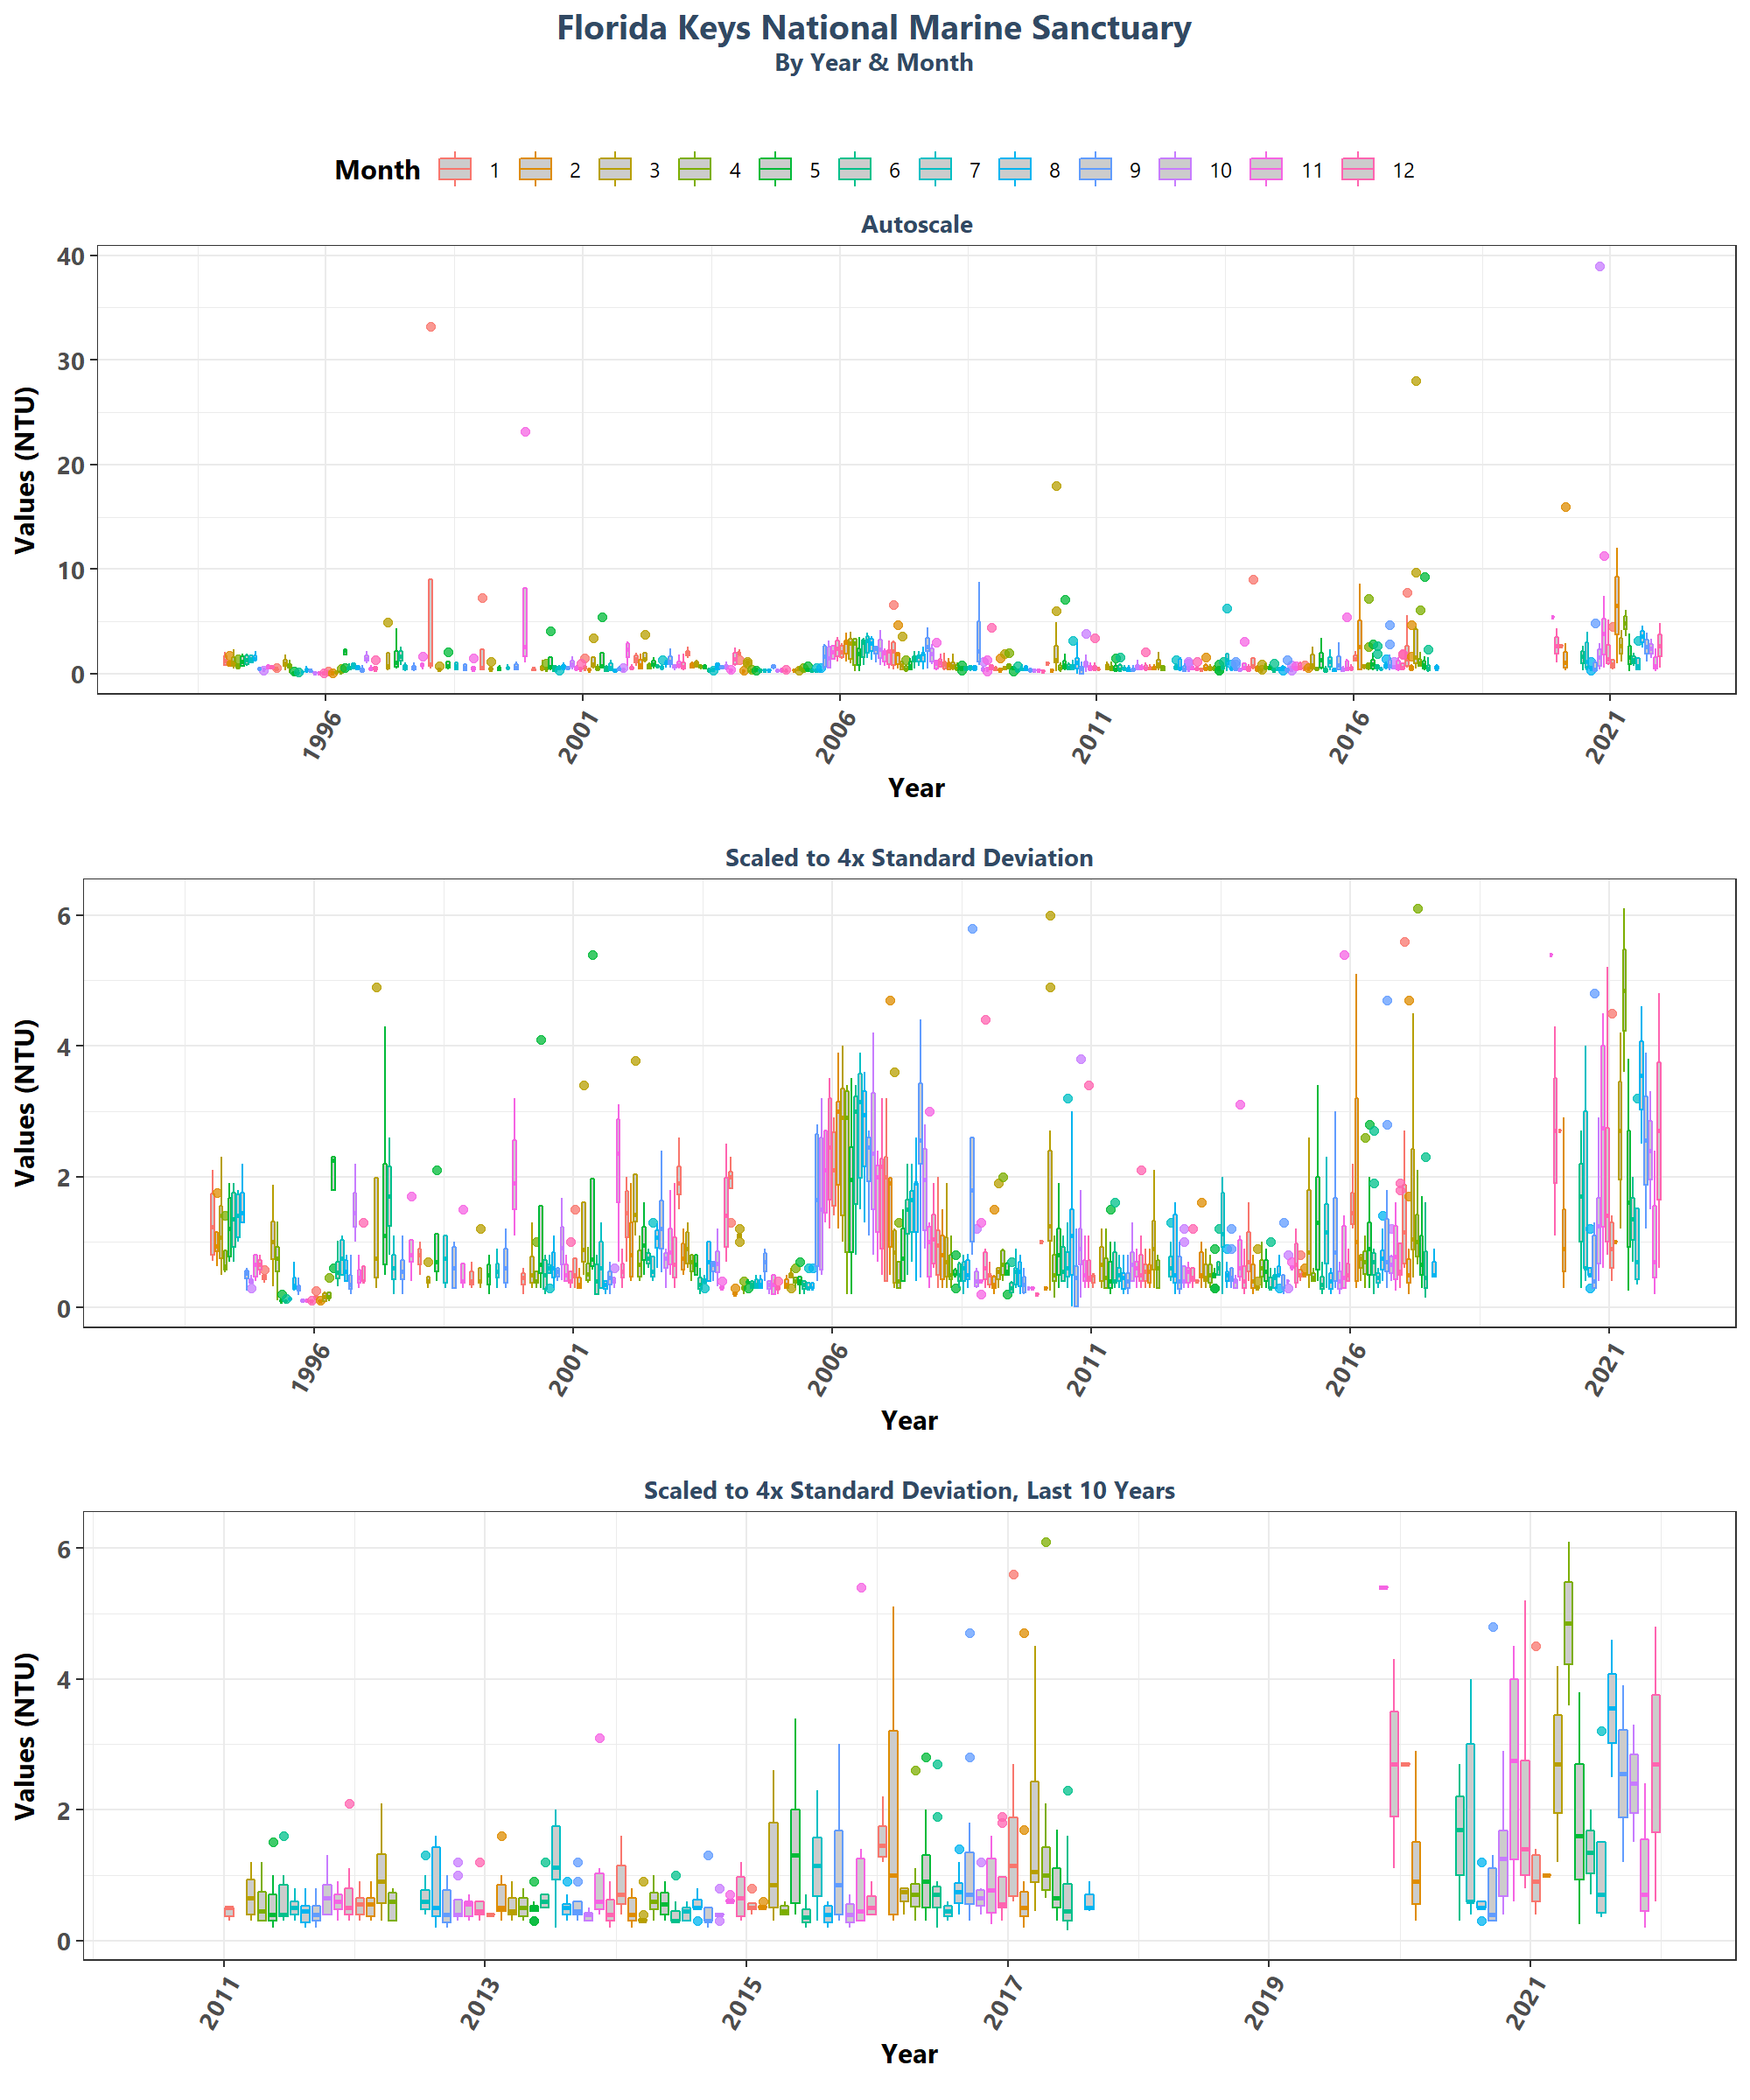 Florida Keys National Marine Sanctuary
By Year & Month
Month 1 2 3 4 5 6 7 8 9 10 11 12
Autoscale
Values (NTU)
40
30
20
10
0
1996 2001 2006 2011 2016 2021
Year
Scaled to 4x Standard Deviation
Values (NTU)
6
4
2
0
1996 2001 2006 2011 2016 2021
Year
Scaled to 4x Standard Deviation, Last 10 Years
Values (NTU)
6
4
2
0
2011 2013 2015 2017 2019 2021
Year